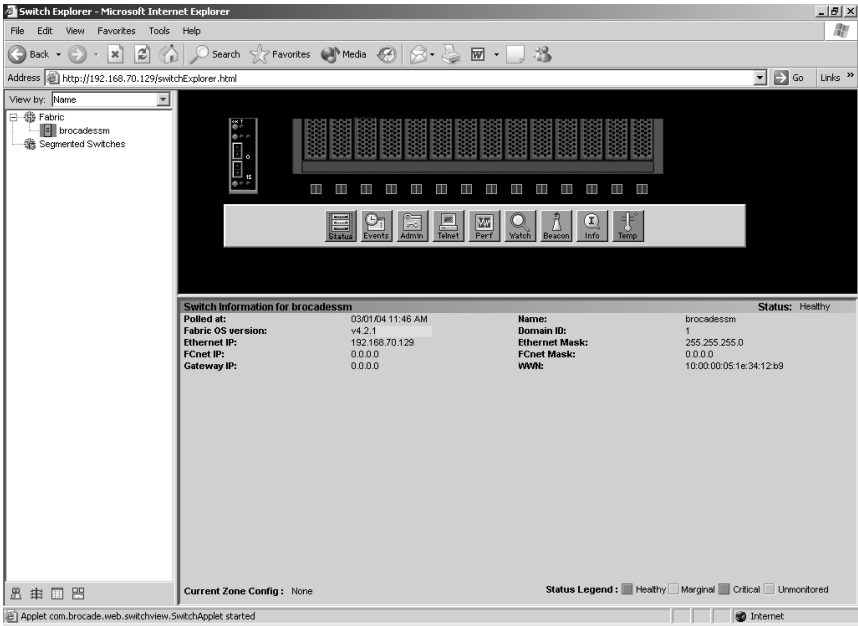 Switch Explorer - Microsoft Internet Explorer
File Edit View Favorites Tools Help
Back Search Favorites Media
Address http://192.168.70.129/switchExplorer.html Go Links »
View by: Name
Fabric
brocadessm
Segmented Switches
0
15
Status Events Admin Telnet Perf Watch Beacon Info Temp
Switch Information for brocadessm Status: Healthy
Polled at: 03/01/04 11:46 AM Name: brocadessm
Fabric OS version: v4.2.1 Domain ID: 1
Ethernet IP: 192.168.70.129 Ethernet Mask: 255.255.255.0
FCnet IP: 0.0.0.0 FCnet Mask: 0.0.0.0
Gateway IP: 0.0.0.0 WWN: 10:00:00:05:1e:34:12:b9
Current Zone Config : None Status Legend : Healthy Marginal Critical Unmonitored
Applet com.brocade.web.switchview.SwitchApplet started Internet